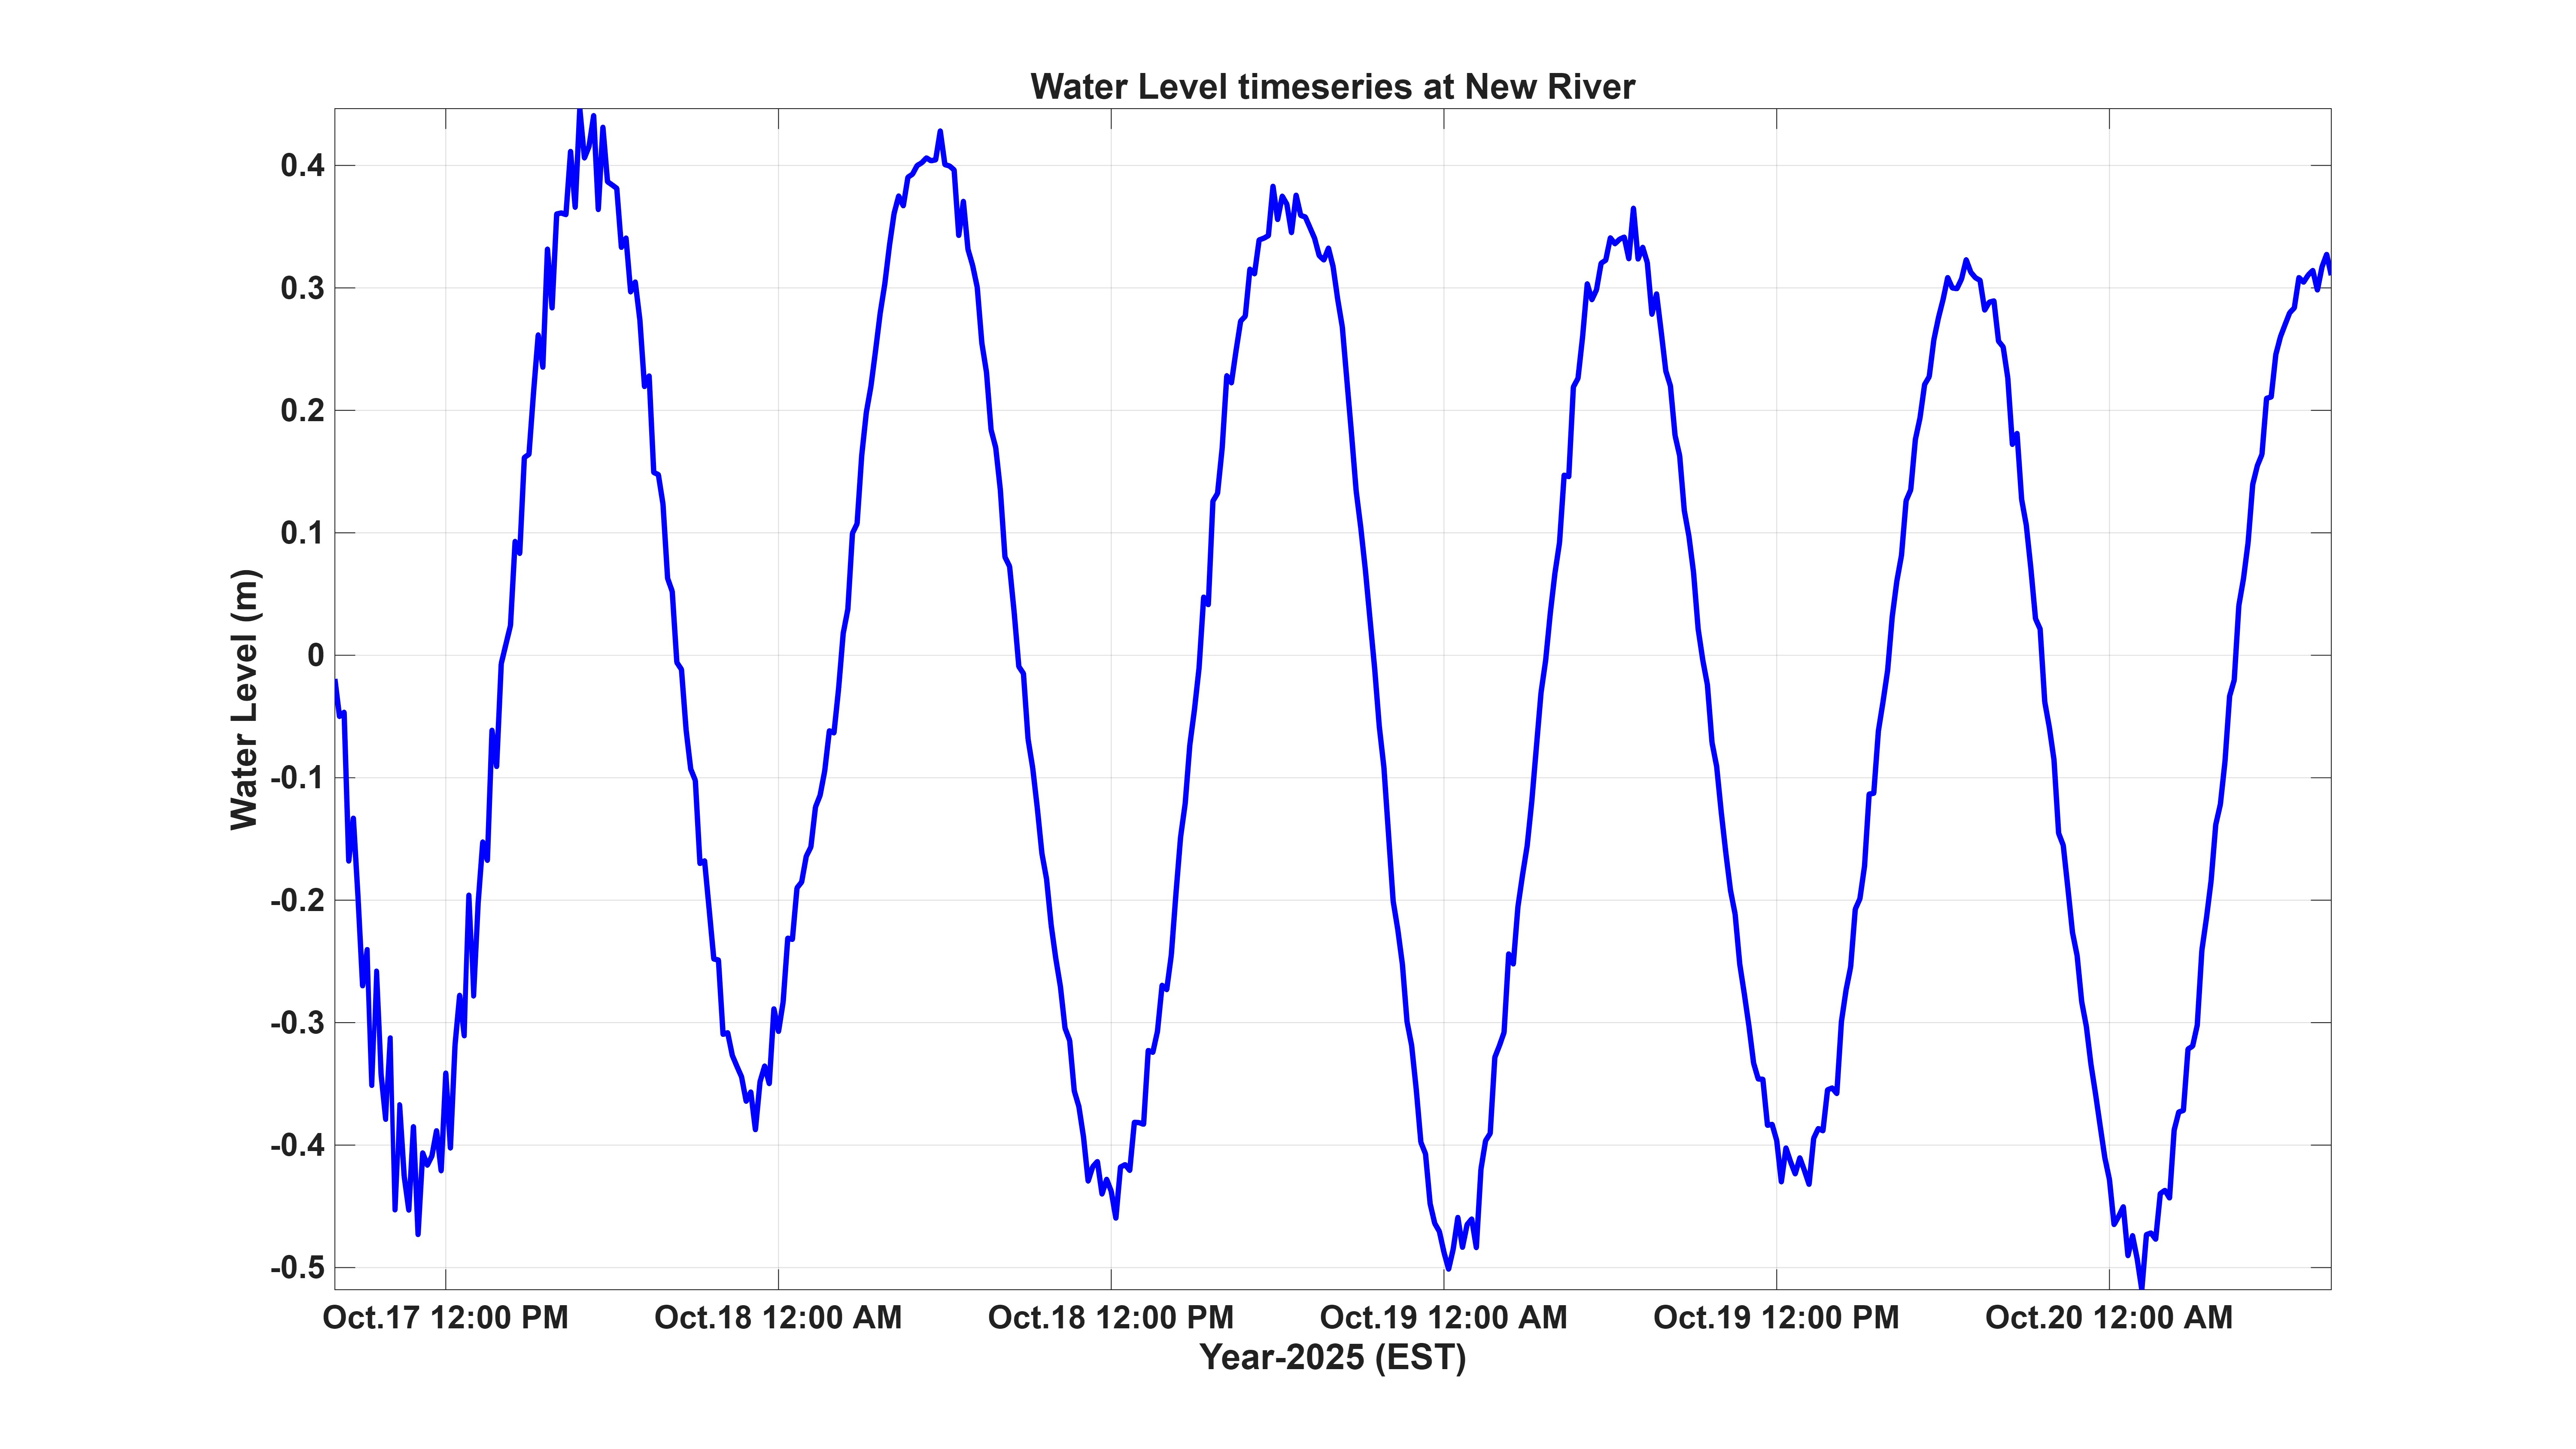 Water Level timeseries at New River
Water Level (m)
0.4
0.3
0.2
0.1
0
-0.1
-0.2
-0.3
-0.4
-0.5
Oct.17 12:00 PM
Oct.18 12:00 AM
Oct.18 12:00 PM
Oct.19 12:00 AM
Oct.19 12:00 PM
Oct.20 12:00 AM
Year-2025 (EST)